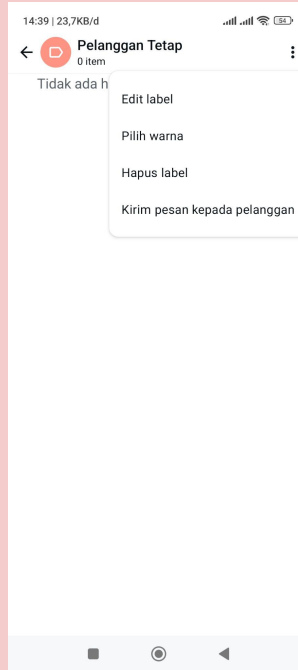 14:39 | 23,7KB/d
54
Pelanggan Tetap
0 item
Tidak ada h
Edit label
Pilih warna
Hapus label
Kirim pesan kepada pelanggan